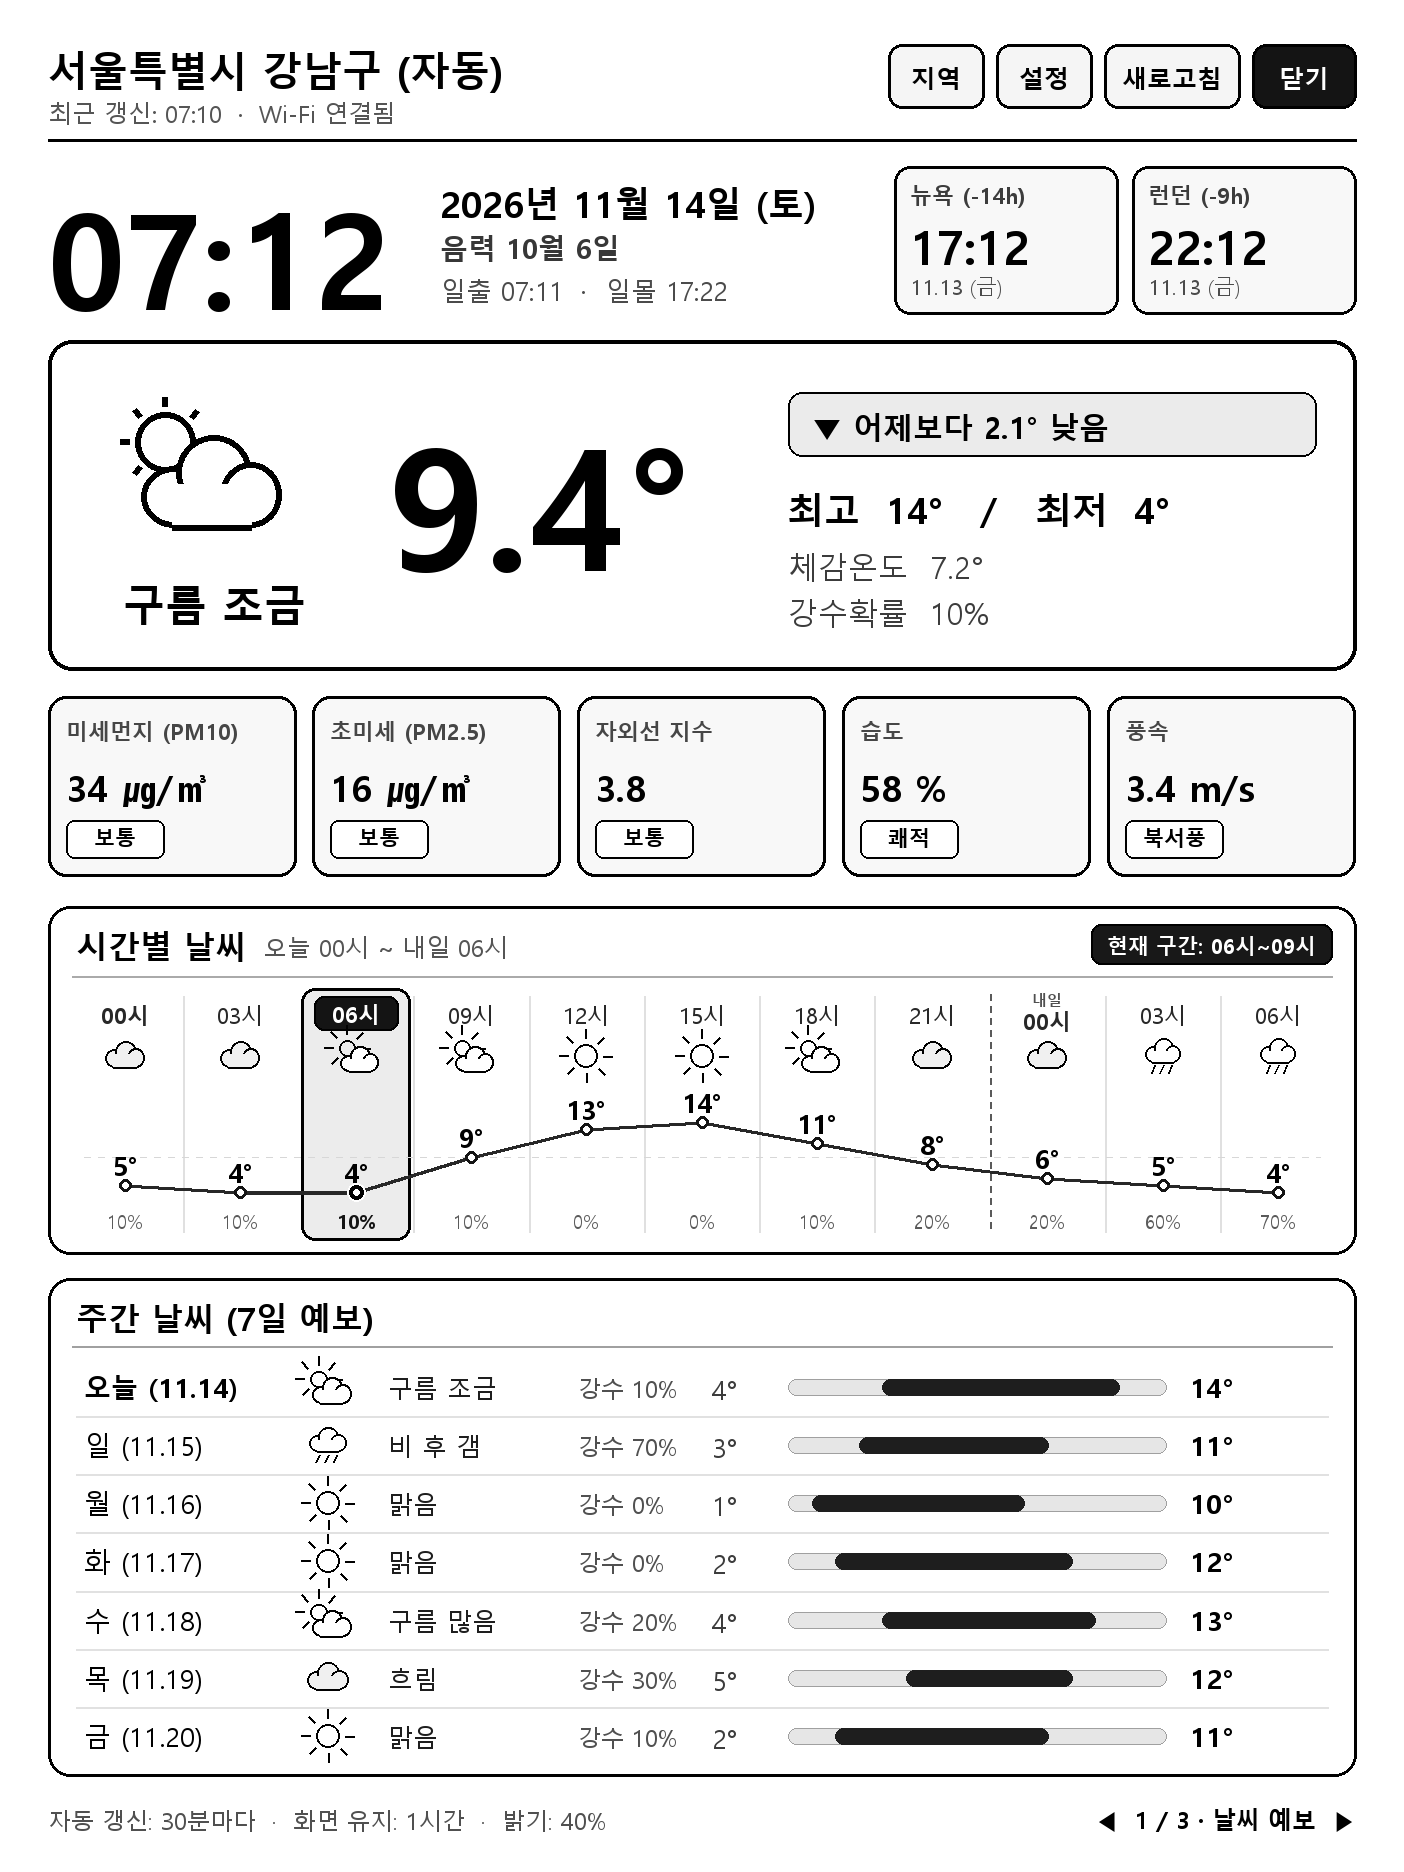 서울특별시 강남구 (자동)
최근 갱신: 07:10 · Wi-Fi 연결됨
지역 설정 새로고침 닫기
07:12
2026년 11월 14일 (토)
음력 10월 6일
일출 07:11 · 일몰 17:22
뉴욕 (-14h)
17:12
11.13 (금)
런던 (-9h)
22:12
11.13 (금)
구름 조금
9.4°
▼ 어제보다 2.1° 낮음
최고 14° / 최저 4°
체감온도 7.2°
강수확률 10%
미세먼지 (PM10)
34 ㎍/㎥
보통
초미세 (PM2.5)
16 ㎍/㎥
보통
자외선 지수
3.8
보통
습도
58 %
쾌적
풍속
3.4 m/s
북서풍
시간별 날씨 오늘 00시 ~ 내일 06시
현재 구간: 06시~09시
내일
00시 03시 06시 09시 12시 15시 18시 21시 00시 03시 06시
5° 4° 4° 9° 13° 14° 11° 8° 6° 5° 4°
10% 10% 10% 10% 0% 0% 10% 20% 20% 60% 70%
주간 날씨 (7일 예보)
오늘 (11.14) 구름 조금 강수 10% 4° 14°
일 (11.15) 비 후 갬 강수 70% 3° 11°
월 (11.16) 맑음 강수 0% 1° 10°
화 (11.17) 맑음 강수 0% 2° 12°
수 (11.18) 구름 많음 강수 20% 4° 13°
목 (11.19) 흐림 강수 30% 5° 12°
금 (11.20) 맑음 강수 10% 2° 11°
자동 갱신: 30분마다 · 화면 유지: 1시간 · 밝기: 40%
◀ 1 / 3 · 날씨 예보 ▶